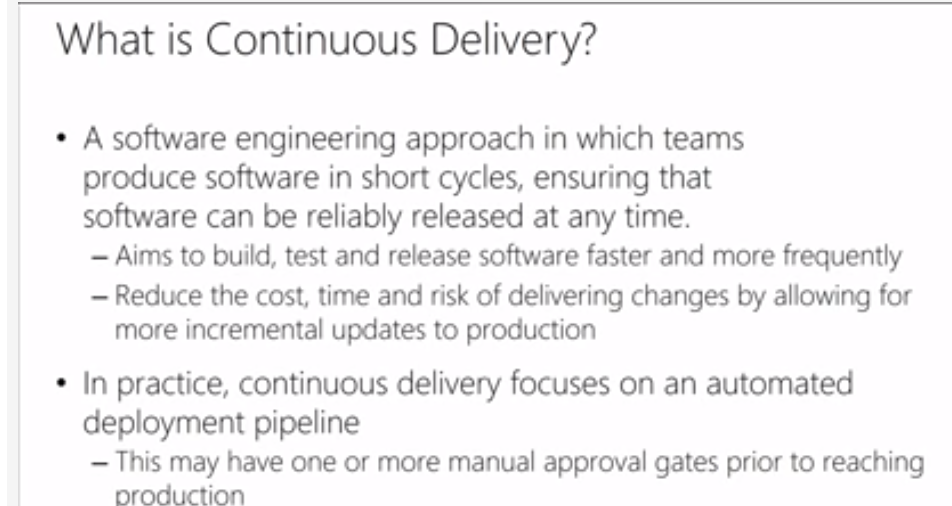 What is Continuous Delivery?
• A software engineering approach in which teams
produce software in short cycles, ensuring that
software can be reliably released at any time.
– Aims to build, test and release software faster and more frequently
– Reduce the cost, time and risk of delivering changes by allowing for
more incremental updates to production
• In practice, continuous delivery focuses on an automated
deployment pipeline
– This may have one or more manual approval gates prior to reaching
production